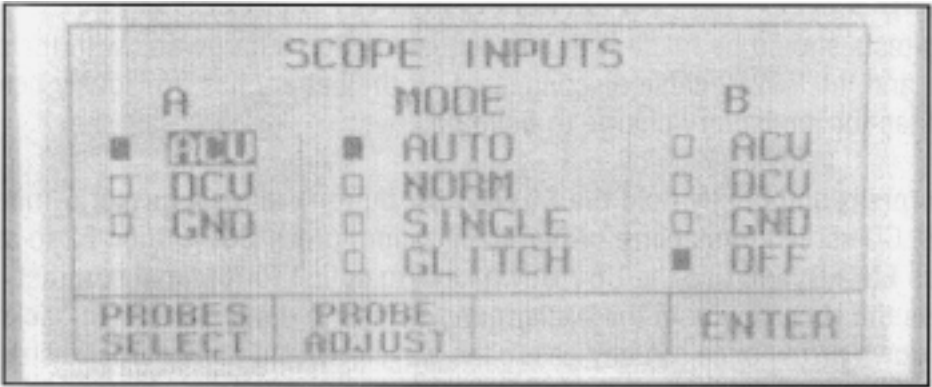 SCOPE INPUTS
A MODE B
ACV AUTO ACV
DCV NORM DCV
GND SINGLE GND
GLITCH OFF
PROBES SELECT PROBE ADJUST ENTER